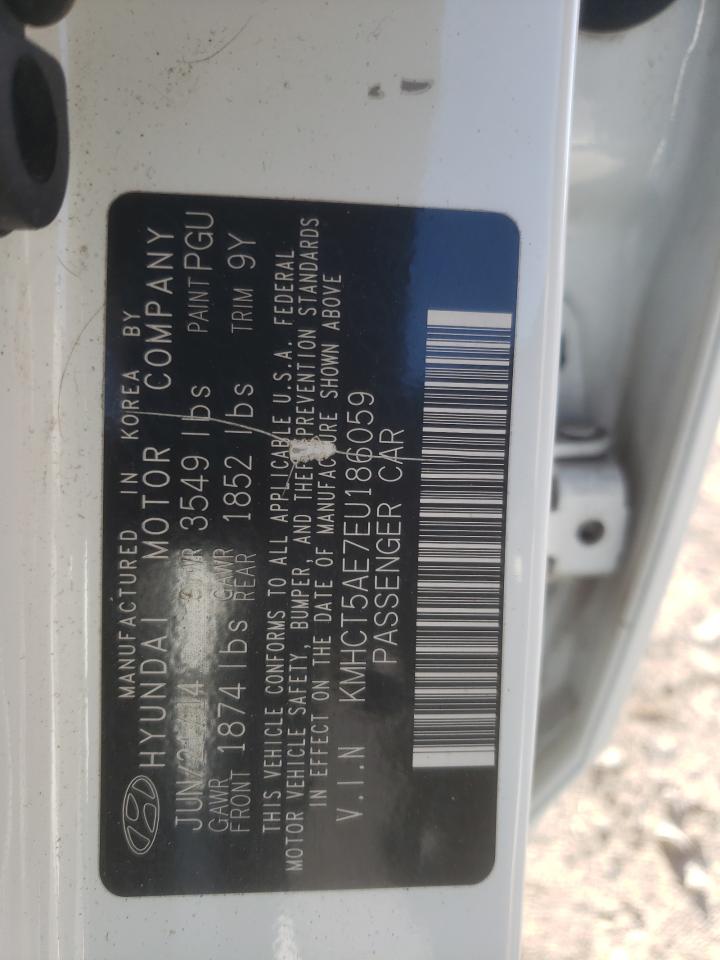 MANUFACTURED IN KOREA BY
HYUNDAI MOTOR COMPANY
GVWR 3549 lbs PAINT PGU
GAWR FRONT 1874 lbs GAWR REAR 1852 lbs TRIM 9Y
THIS VEHICLE CONFORMS TO ALL APPLICABLE U.S.A. FEDERAL
MOTOR VEHICLE SAFETY, BUMPER, AND THEFT PREVENTION STANDARDS
IN EFFECT ON THE DATE OF MANUFACTURE SHOWN ABOVE
V.I.N KMHCT5AE7EU186059
PASSENGER CAR